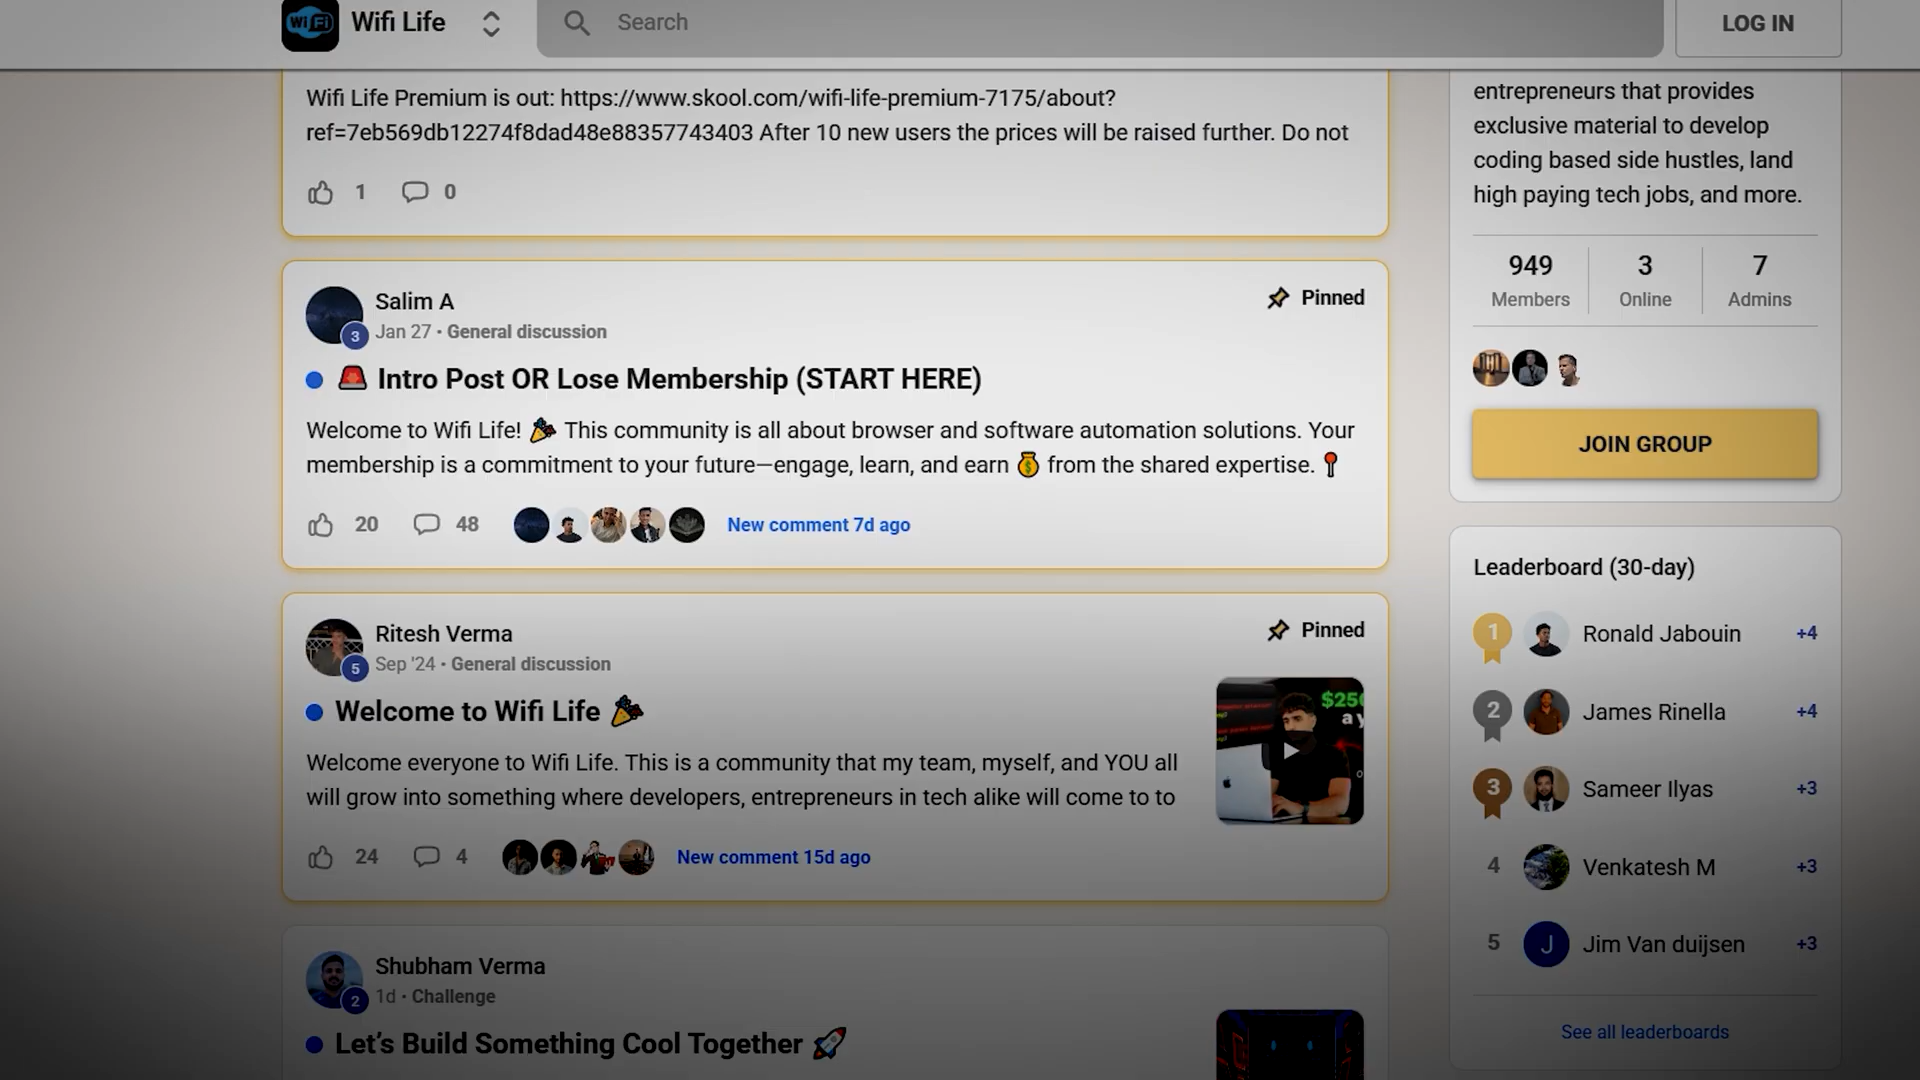 WiFi
Wifi Life
Search
LOG IN
Wifi Life Premium is out: https://www.skool.com/wifi-life-premium-7175/about?
ref=7eb569db12274f8dad48e88357743403 After 10 new users the prices will be raised further. Do not
1
0
Salim A
3
Jan 27 • General discussion
Pinned
Intro Post OR Lose Membership (START HERE)
Welcome to Wifi Life! This community is all about browser and software automation solutions. Your
membership is a commitment to your future—engage, learn, and earn from the shared expertise.
20
48
New comment 7d ago
Ritesh Verma
5
Sep '24 • General discussion
Pinned
Welcome to Wifi Life
Welcome everyone to Wifi Life. This is a community that my team, myself, and YOU all
will grow into something where developers, entrepreneurs in tech alike will come to to
24
4
New comment 15d ago
Shubham Verma
2
1d • Challenge
Let's Build Something Cool Together
entrepreneurs that provides
exclusive material to develop
coding based side hustles, land
high paying tech jobs, and more.
949
Members
3
Online
7
Admins
JOIN GROUP
Leaderboard (30-day)
1
Ronald Jabouin
+4
2
James Rinella
+4
3
Sameer Ilyas
+3
4
Venkatesh M
+3
5
J
Jim Van duijsen
+3
See all leaderboards